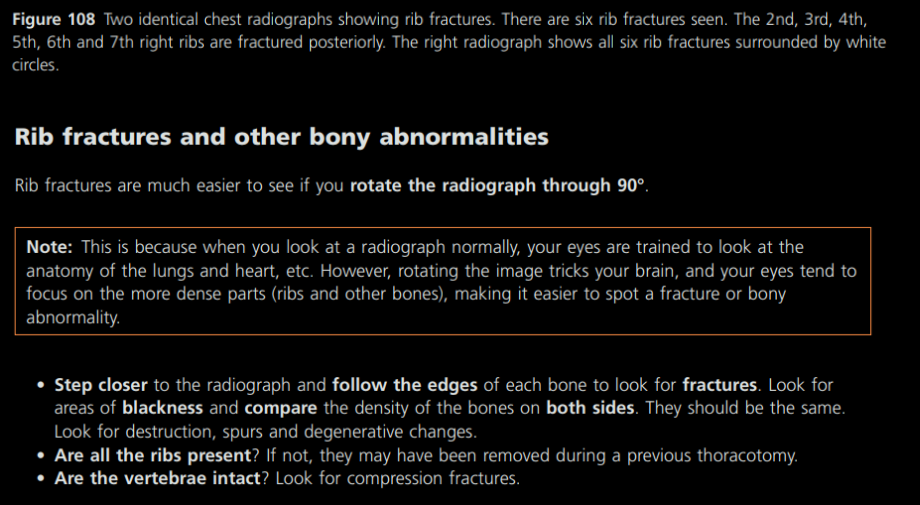 Figure 108 Two identical chest radiographs showing rib fractures. There are six rib fractures seen. The 2nd, 3rd, 4th,
5th, 6th and 7th right ribs are fractured posteriorly. The right radiograph shows all six rib fractures surrounded by white
circles.
Rib fractures and other bony abnormalities
Rib fractures are much easier to see if you rotate the radiograph through 90°.
Note: This is because when you look at a radiograph normally, your eyes are trained to look at the
anatomy of the lungs and heart, etc. However, rotating the image tricks your brain, and your eyes tend to
focus on the more dense parts (ribs and other bones), making it easier to spot a fracture or bony
abnormality.
• Step closer to the radiograph and follow the edges of each bone to look for fractures. Look for
areas of blackness and compare the density of the bones on both sides. They should be the same.
Look for destruction, spurs and degenerative changes.
• Are all the ribs present? If not, they may have been removed during a previous thoracotomy.
• Are the vertebrae intact? Look for compression fractures.